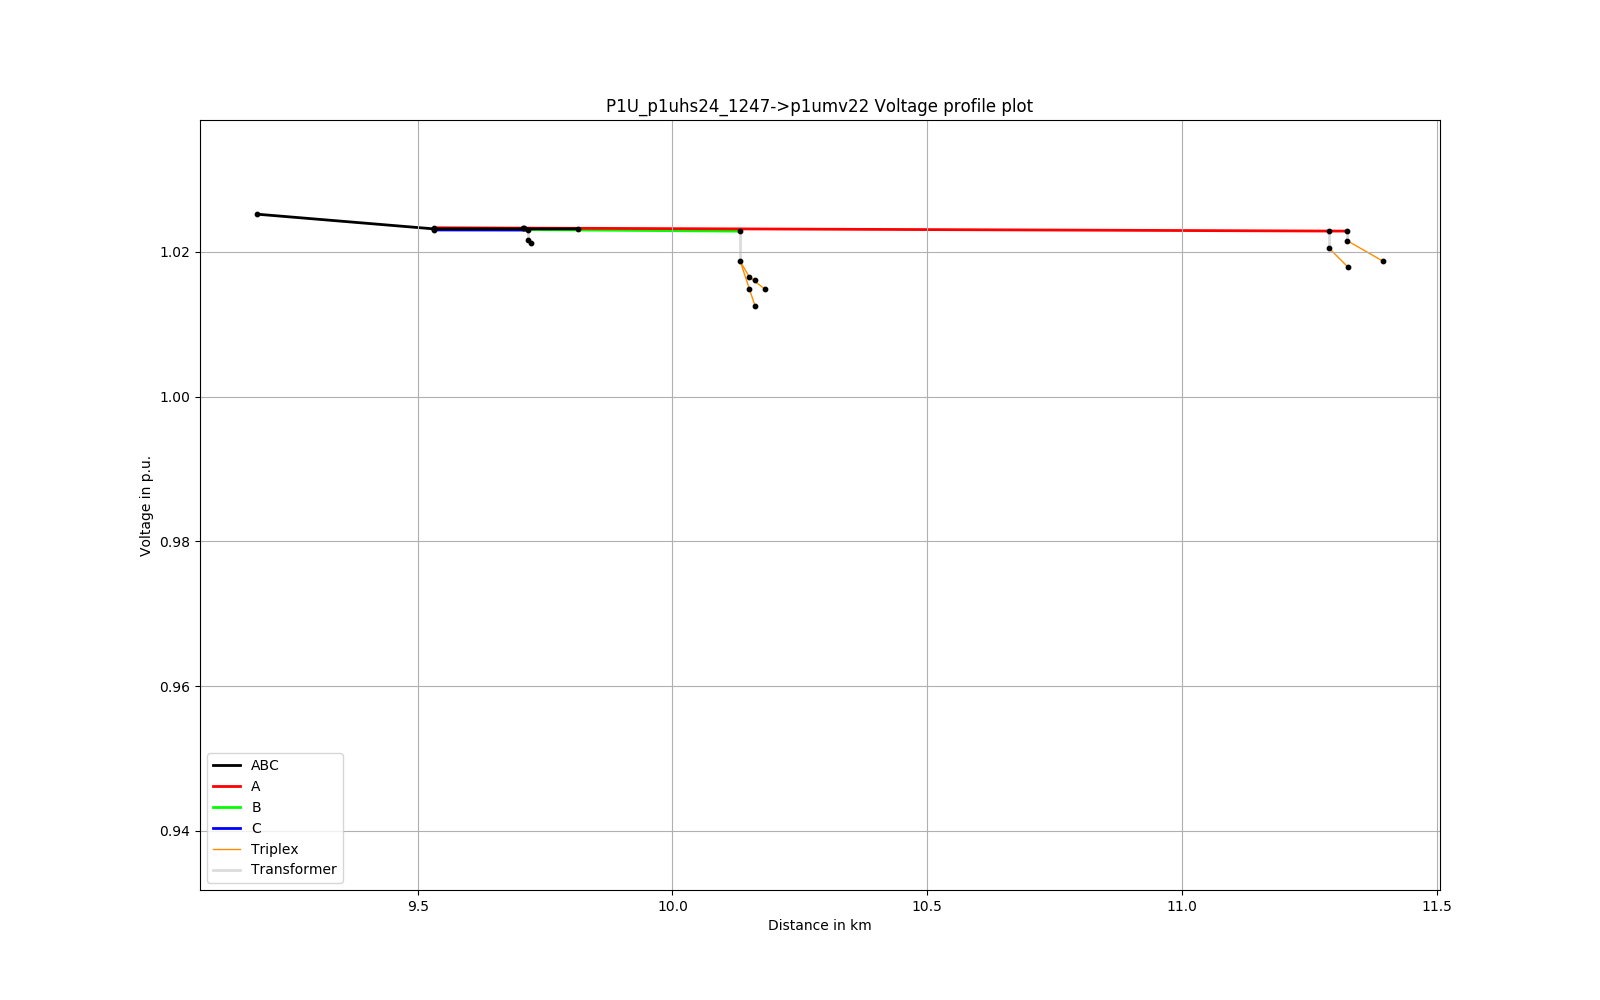 P1U_p1uhs24_1247->p1umv22 Voltage profile plot
Voltage in p.u.
1.02
1.00
0.98
0.96
0.94
ABC
A
B
C
Triplex
Transformer
9.5
10.0
10.5
11.0
11.5
Distance in km